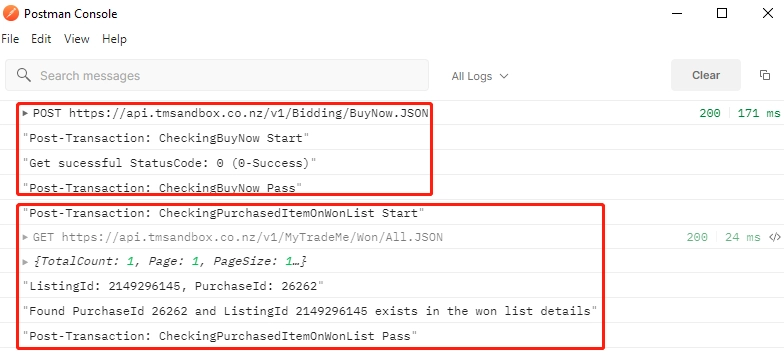 Postman Console
File Edit View Help
Search messages All Logs Clear
POST https://api.tmsandbox.co.nz/v1/Bidding/BuyNow.JSON 200 171 ms
"Post-Transaction: CheckingBuyNow Start"
"Get sucessful StatusCode: 0 (0-Success)"
"Post-Transaction: CheckingBuyNow Pass"
"Post-Transaction: CheckingPurchasedItemOnWonList Start"
GET https://api.tmsandbox.co.nz/v1/MyTradeMe/Won/All.JSON 200 24 ms
{TotalCount: 1, Page: 1, PageSize: 1…}
"ListingId: 2149296145, PurchaseId: 26262"
"Found PurchaseId 26262 and ListingId 2149296145 exists in the won list details"
"Post-Transaction: CheckingPurchasedItemOnWonList Pass"